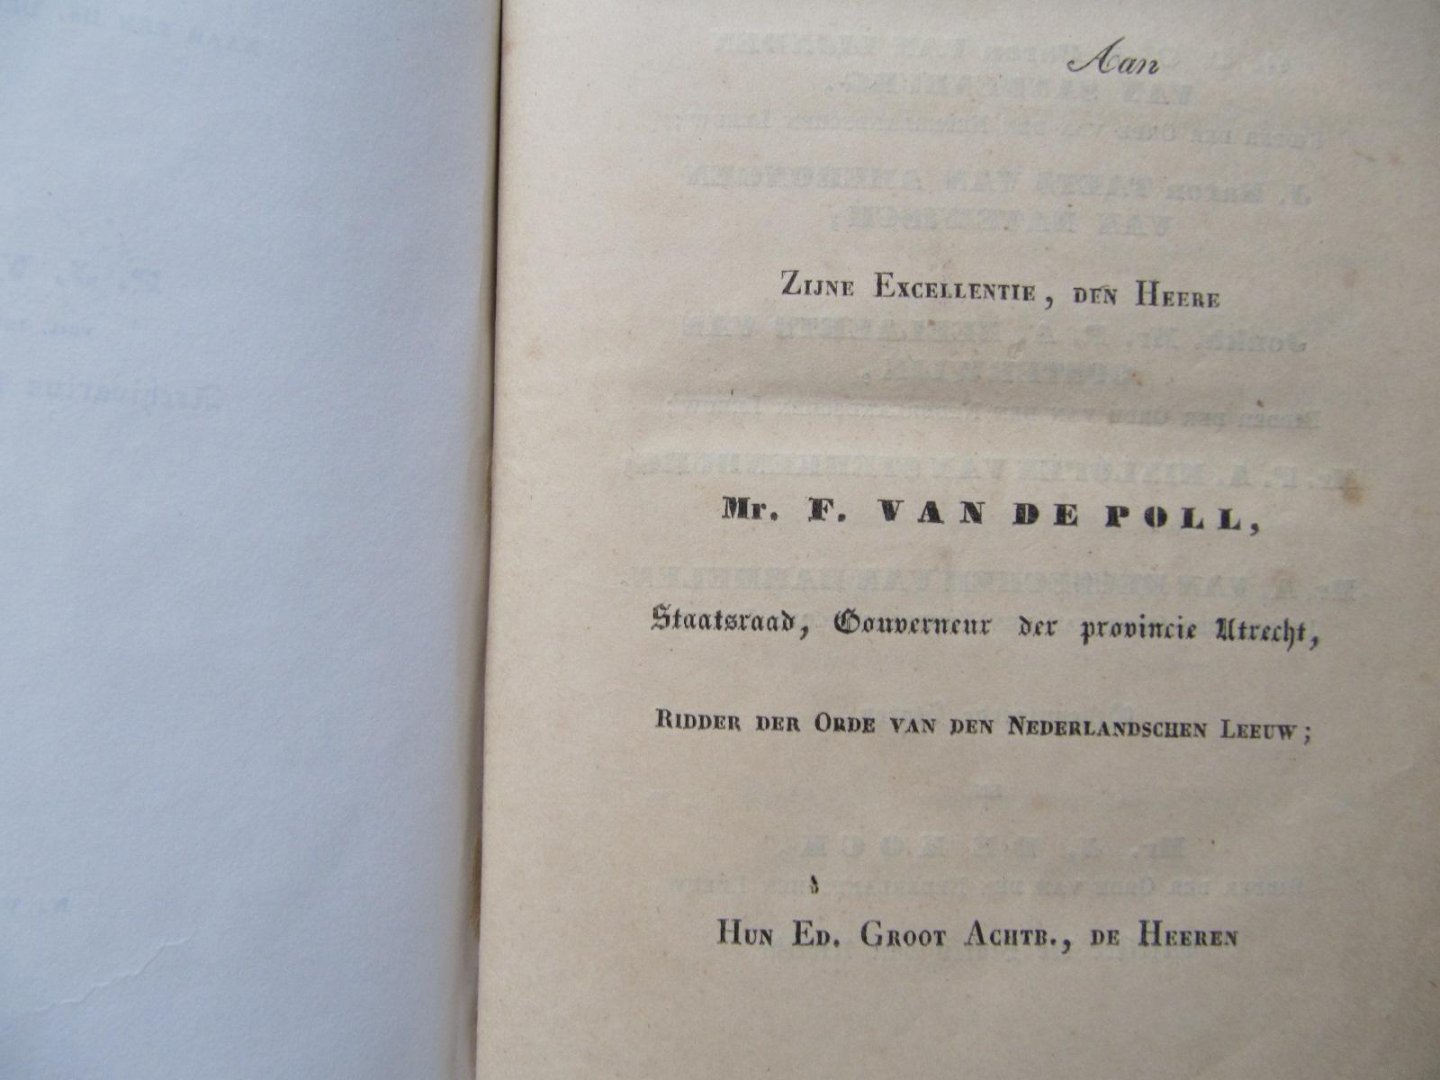 Aan
Zijne Excellentie, den Heere
Mr. F. VAN DE POLL,
Staatsraad, Gouverneur der provincie Utrecht,
Ridder der Orde van den Nederlandschen Leeuw;
Hun Ed. Groot Achtb., de Heeren